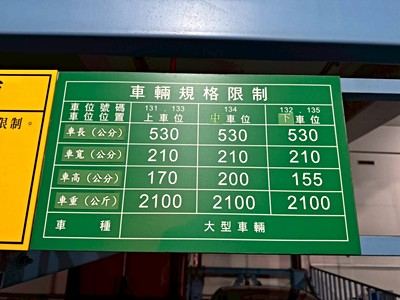 車輛規格限制
車位號碼 131 . 133 134 132 . 135
車位位置 上車位 中車位 下車位
車長(公分) 530 530 530
車寬(公分) 210 210 210
車高(公分) 170 200 155
車重(公斤) 2100 2100 2100
車種 大型車輛
限制。